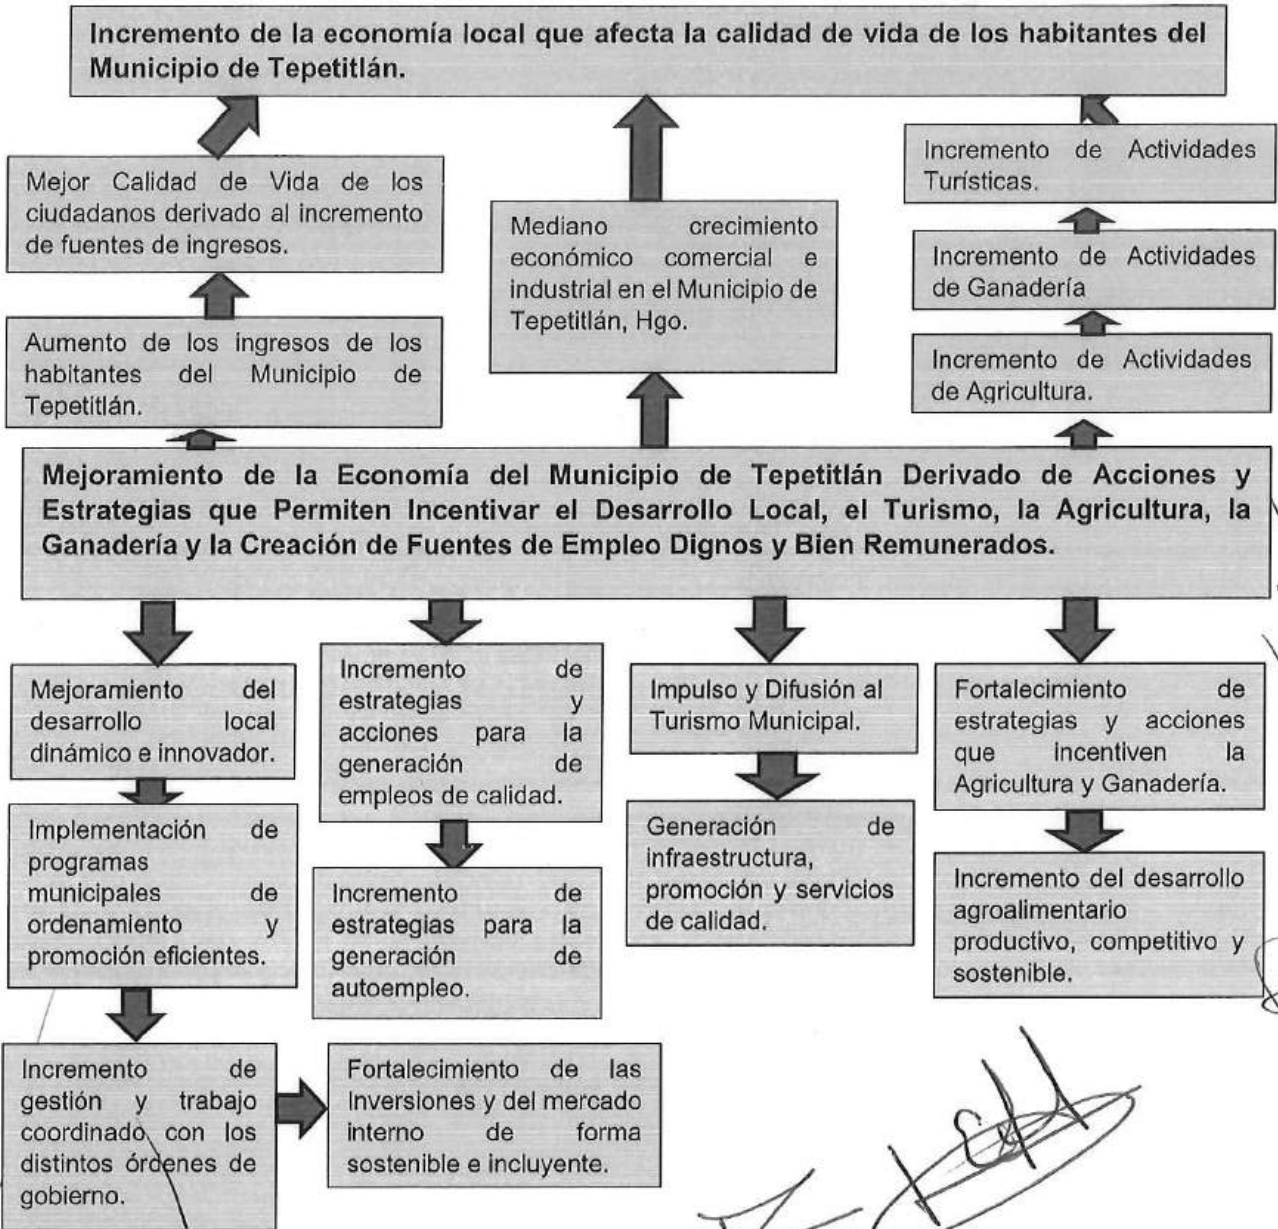 Incremento de la economía local que afecta la calidad de vida de los habitantes del
Municipio de Tepetitlán.
Mejor Calidad de Vida de los
ciudadanos derivado al incremento
de fuentes de ingresos.
Mediano crecimiento
económico comercial e
industrial en el Municipio de
Tepetitlán, Hgo.
Incremento de Actividades
Turísticas.
Incremento de Actividades
de Ganadería
Aumento de los ingresos de los
habitantes del Municipio de
Tepetitlán.
Incremento de Actividades
de Agricultura.
Mejoramiento de la Economía del Municipio de Tepetitlán Derivado de Acciones y
Estrategias que Permiten Incentivar el Desarrollo Local, el Turismo, la Agricultura, la
Ganadería y la Creación de Fuentes de Empleo Dignos y Bien Remunerados.
Mejoramiento del
desarrollo local
dinámico e innovador.
Incremento de
estrategias y
acciones para la
generación de
empleos de calidad.
Impulso y Difusión al
Turismo Municipal.
Fortalecimiento de
estrategias y acciones
que incentiven la
Agricultura y Ganadería.
Implementación de
programas
municipales de
ordenamiento y
promoción eficientes.
Incremento de
estrategias para la
generación de
autoempleo.
Generación de
infraestructura,
promoción y servicios
de calidad.
Incremento del desarrollo
agroalimentario
productivo, competitivo y
sostenible.
Incremento de
gestión y trabajo
coordinado con los
distintos órdenes de
gobierno.
Fortalecimiento de las
Inversiones y del mercado
interno de forma
sostenible e incluyente.